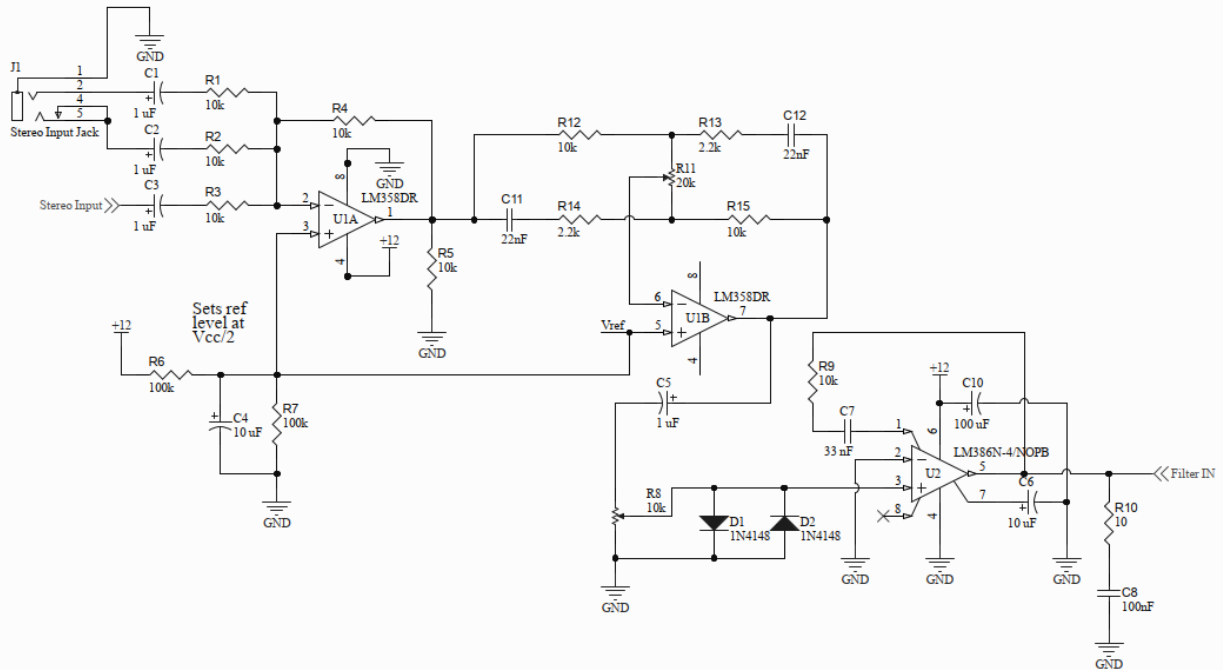 GND
J1
1
2
4
5
Stereo Input Jack
C1
+
1 uF
R1
10k
C2
+
1 uF
R2
10k
C3
+
1 uF
R3
10k
Stereo Input
R4
10k
8
GND
LM358DR
2
3
U1A
1
4
+12
R5
10k
GND
Sets ref
level at
Vcc/2
+12
R6
100k
+
C4
10 uF
R7
100k
GND
R12
10k
R13
2.2k
C12
22nF
R11
20k
C11
22nF
R14
2.2k
R15
10k
8
LM358DR
6
5
U1B
7
4
Vref
C5
+
1 uF
R8
10k
GND
D1
1N4148
D2
1N4148
R9
10k
C7
33 nF
+12
C10
+
100 uF
6
1
LM386N-4/NOPB
2
3
U2
5
8
4
7
C6
+
10 uF
GND
GND
GND
Filter IN
R10
10
C8
100nF
GND